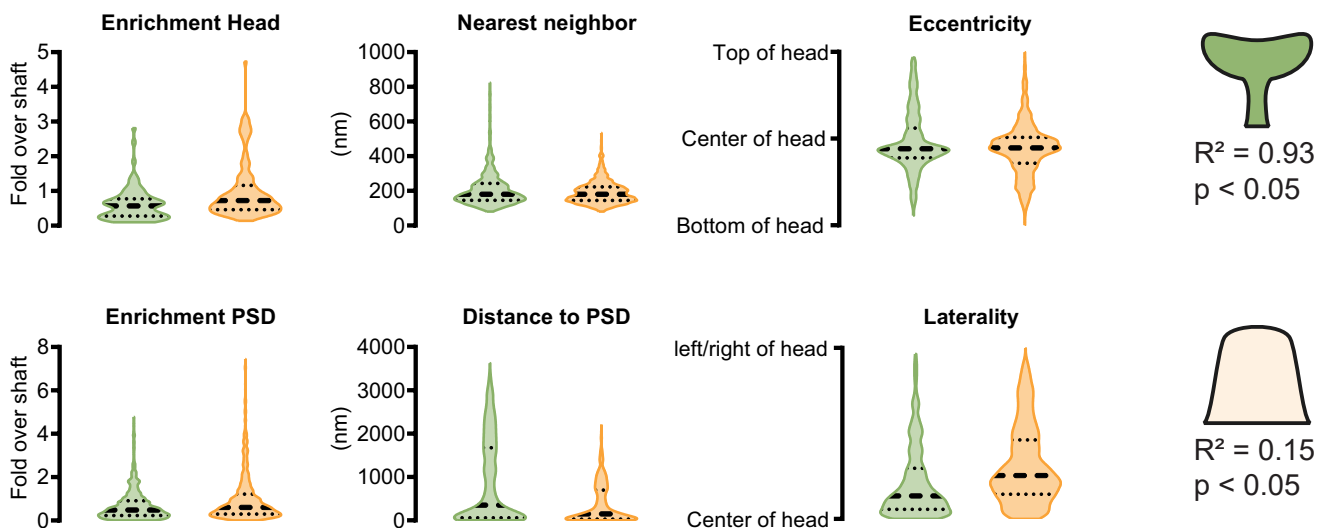 Enrichment Head
Fold over shaft
5
4
3
2
1
0
Nearest neighbor
(nm)
1000
800
600
400
200
0
Eccentricity
Top of head
Center of head
Bottom of head
R² = 0.93
p < 0.05
Enrichment PSD
Fold over shaft
8
6
4
2
0
Distance to PSD
(nm)
4000
3000
2000
1000
0
Laterality
left/right of head
Center of head
R² = 0.15
p < 0.05